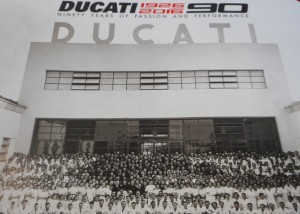 DUCATI 1926 2016 90
NINETY YEARS OF PASSION AND PERFORMANCE
DUCATI